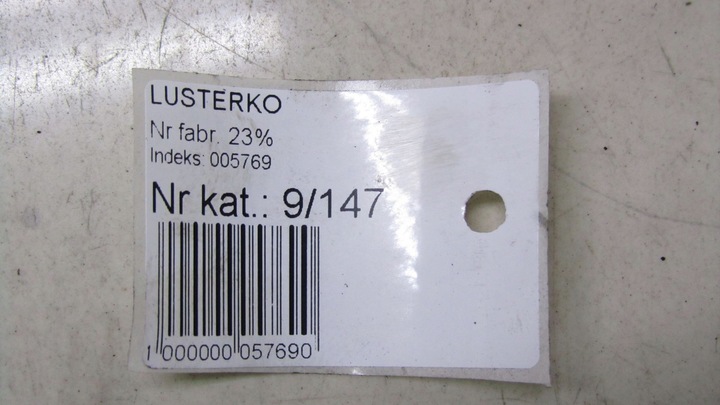 LUSTERKO
Nr fabr. 23%
Indeks: 005769
Nr kat.: 9/147
1 000000 057690